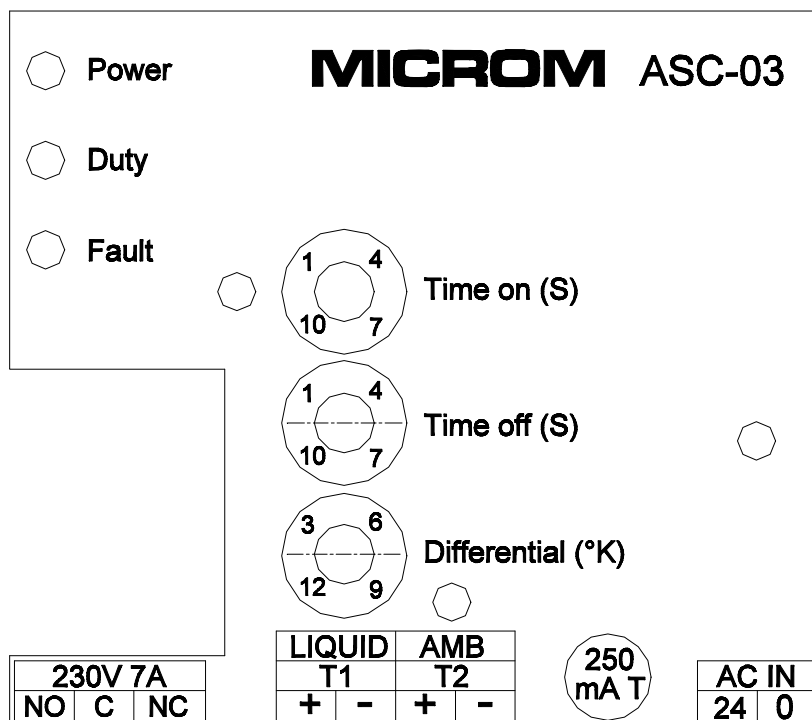 Power
MICROM ASC-03
Duty
Fault
1 4
10 7
Time on (S)
1 4
10 7
Time off (S)
3 6
12 9
Differential (°K)
230V 7A
NO C NC
LIQUID AMB
T1 T2
+ - + -
250
mA T
AC IN
24 0